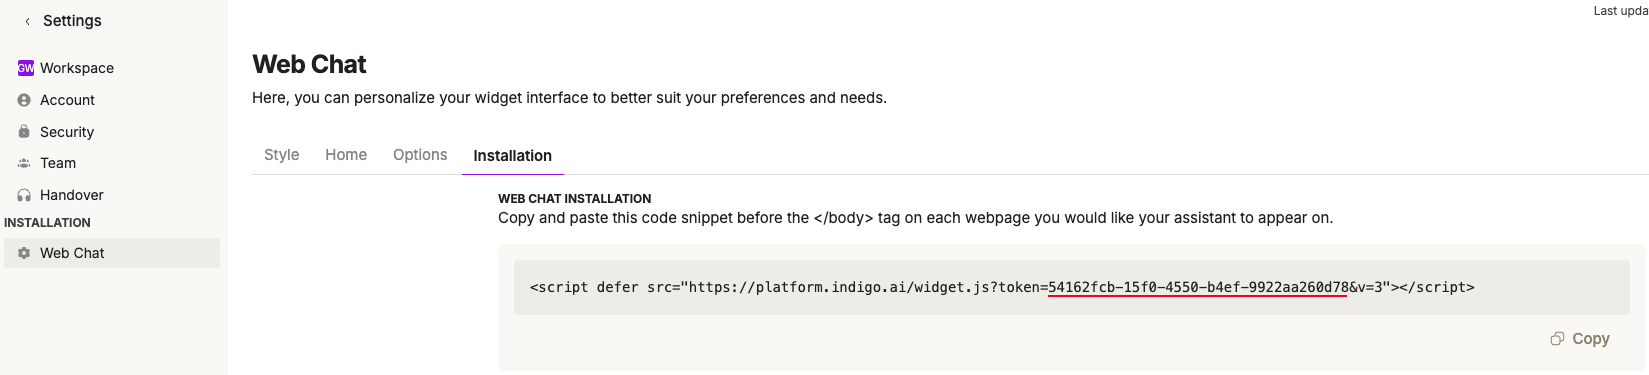 Settings
Last upda
GW Workspace
Account
Security
Team
Handover
INSTALLATION
Web Chat
Web Chat
Here, you can personalize your widget interface to better suit your preferences and needs.
Style Home Options Installation
WEB CHAT INSTALLATION
Copy and paste this code snippet before the </body> tag on each webpage you would like your assistant to appear on.
<script defer src="https://platform.indigo.ai/widget.js?token=54162fcb-15f0-4550-b4ef-9922aa260d78&v=3"></script>
Copy